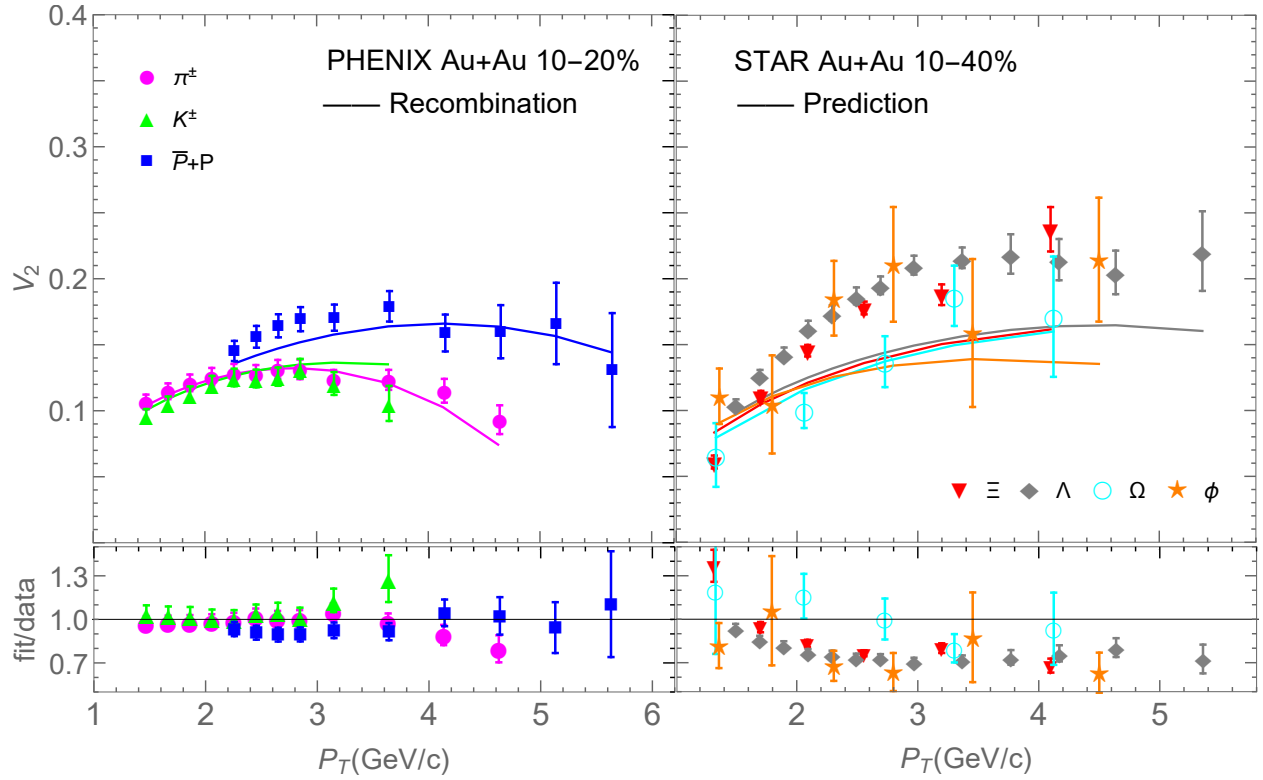 PHENIX Au+Au 10−20%
—— Recombination
π±
K±
P̅+P
STAR Au+Au 10−40%
—— Prediction
Ξ
Λ
Ω
ϕ
V2
0.4
0.3
0.2
0.1
fit/data
1.3
1.0
0.7
1 2 3 4 5 6
2 3 4 5
PT(GeV/c)
PT(GeV/c)